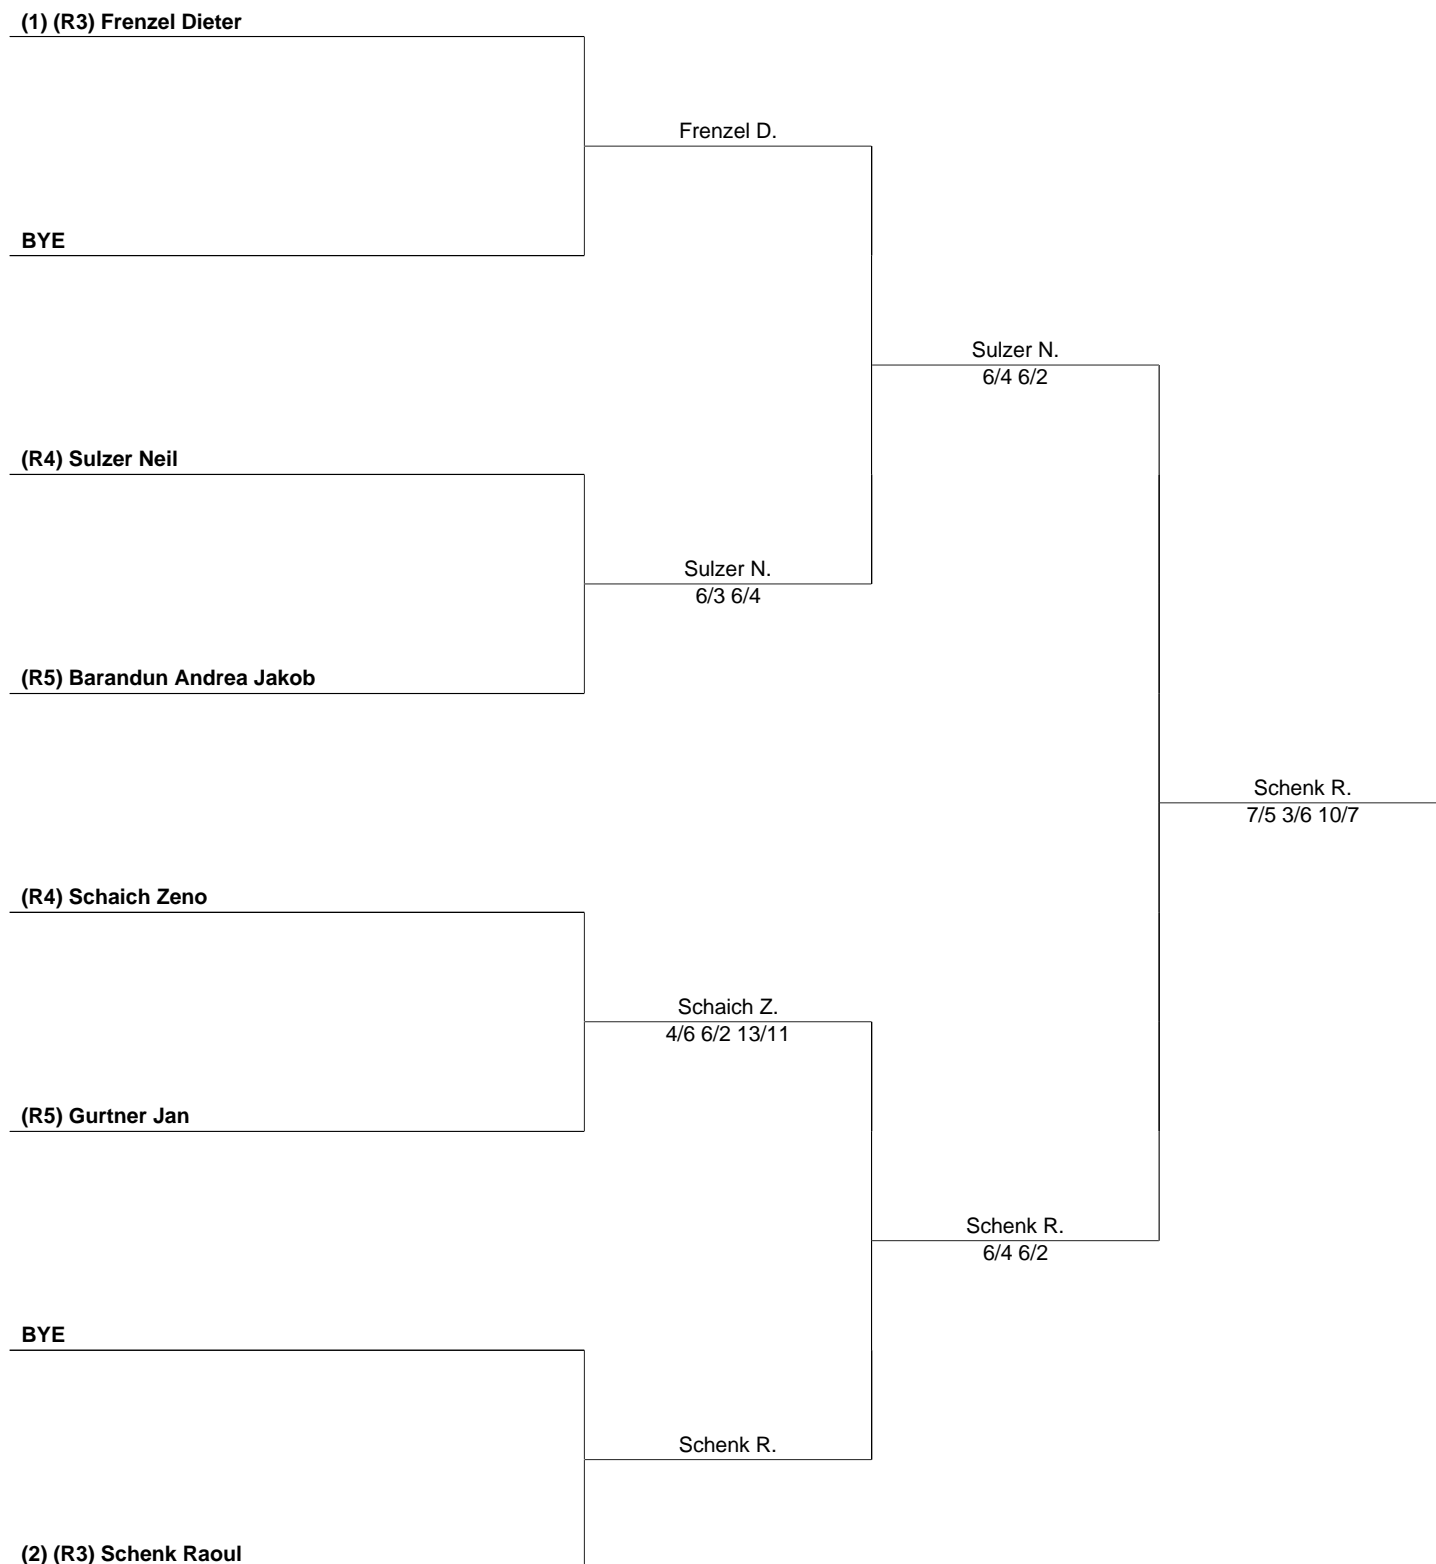 (1) (R3) Frenzel Dieter
Frenzel D.
BYE
Sulzer N.
6/4 6/2
(R4) Sulzer Neil
Sulzer N.
6/3 6/4
(R5) Barandun Andrea Jakob
Schenk R.
7/5 3/6 10/7
(R4) Schaich Zeno
Schaich Z.
4/6 6/2 13/11
(R5) Gurtner Jan
Schenk R.
6/4 6/2
BYE
Schenk R.
(2) (R3) Schenk Raoul